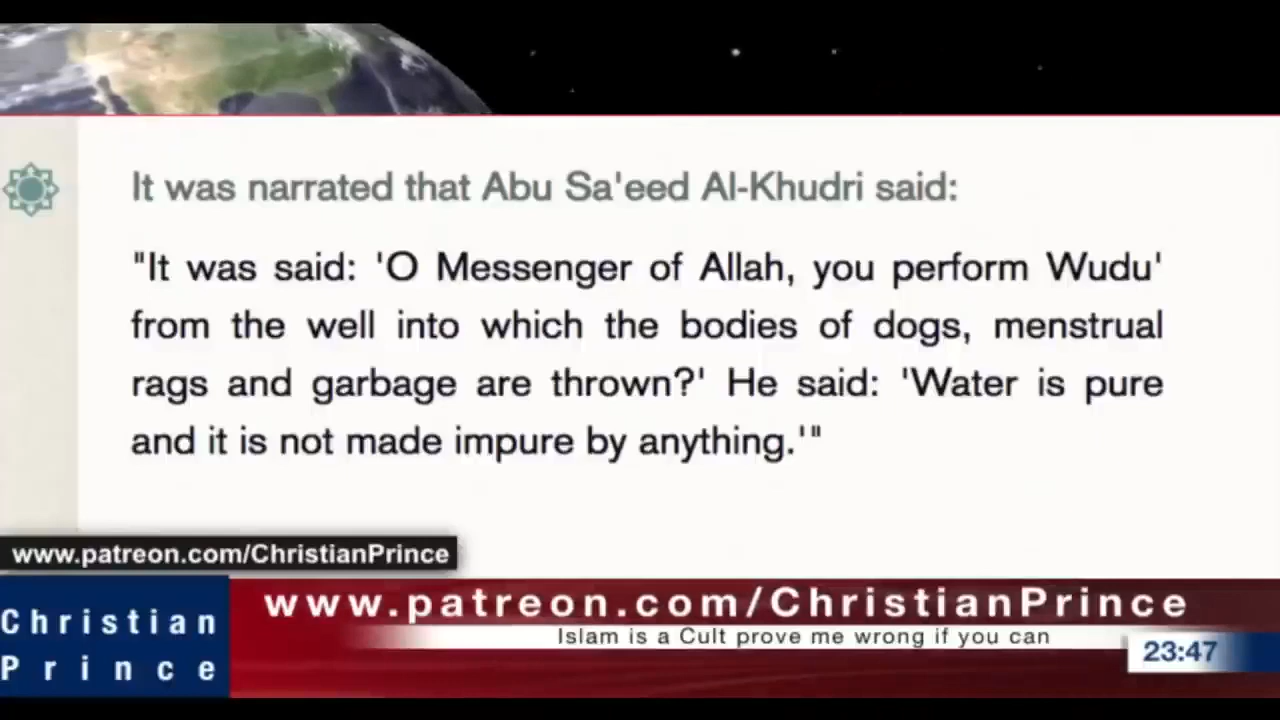 It was narrated that Abu Sa'eed Al-Khudri said:
"It was said: 'O Messenger of Allah, you perform Wudu'
from the well into which the bodies of dogs, menstrual
rags and garbage are thrown?' He said: 'Water is pure
and it is not made impure by anything.'"
www.patreon.com/ChristianPrince
Christian
Prince
www.patreon.com/ChristianPrince
Islam is a Cult prove me wrong if you can
23:47